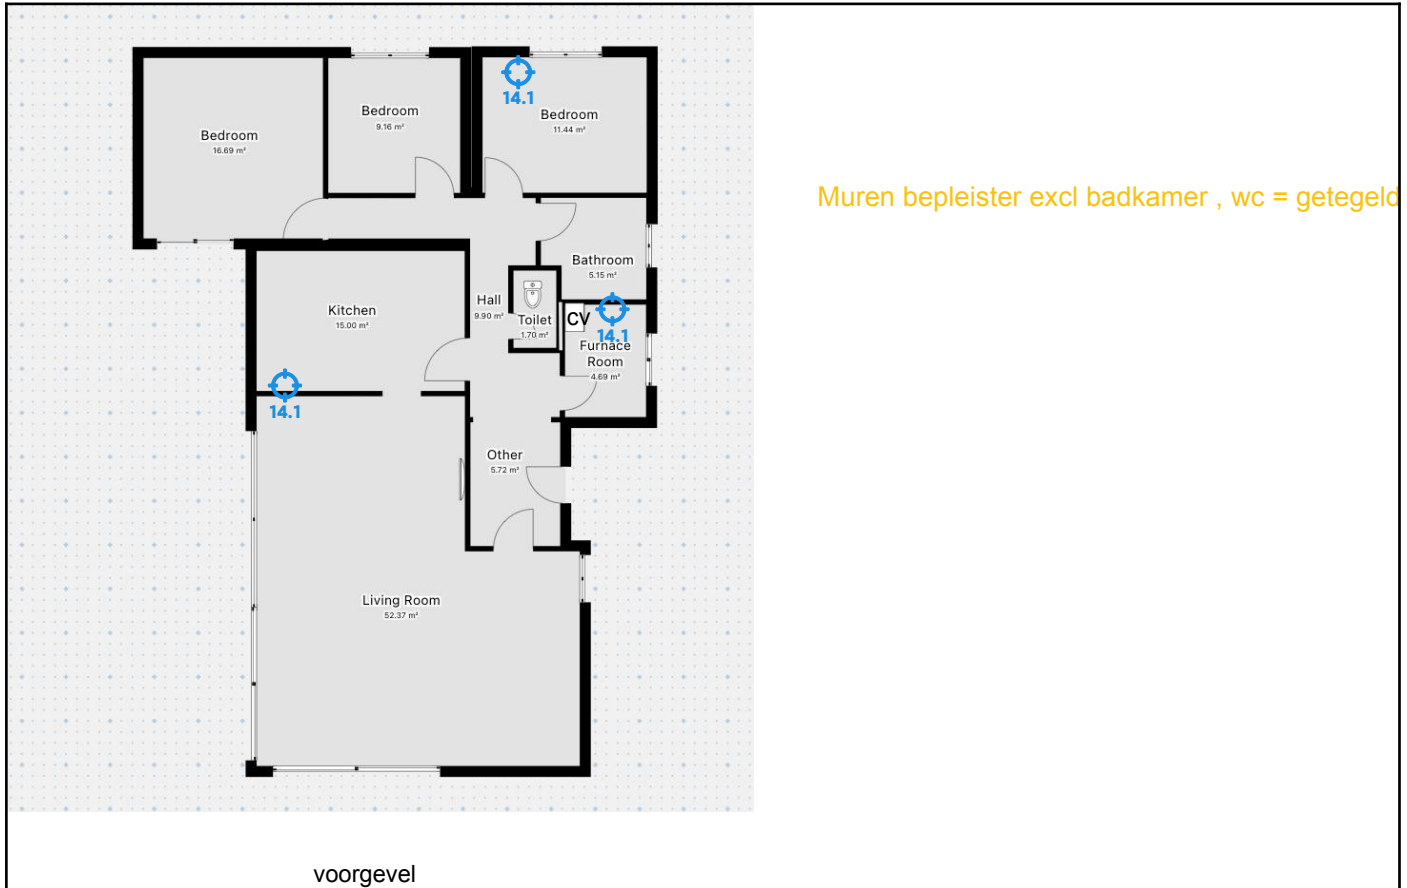 14.1
Bedroom
9.16 m²
Bedroom
11.44 m²
Bedroom
16.69 m²
Muren bepleister excl badkamer , wc = getegeld
Bathroom
5.15 m²
Kitchen
15.00 m²
Hall
9.90 m²
Toilet
1.70 m²
CV
14.1
Furnace
Room
4.69 m²
14.1
Other
5.72 m²
Living Room
52.37 m²
voorgevel